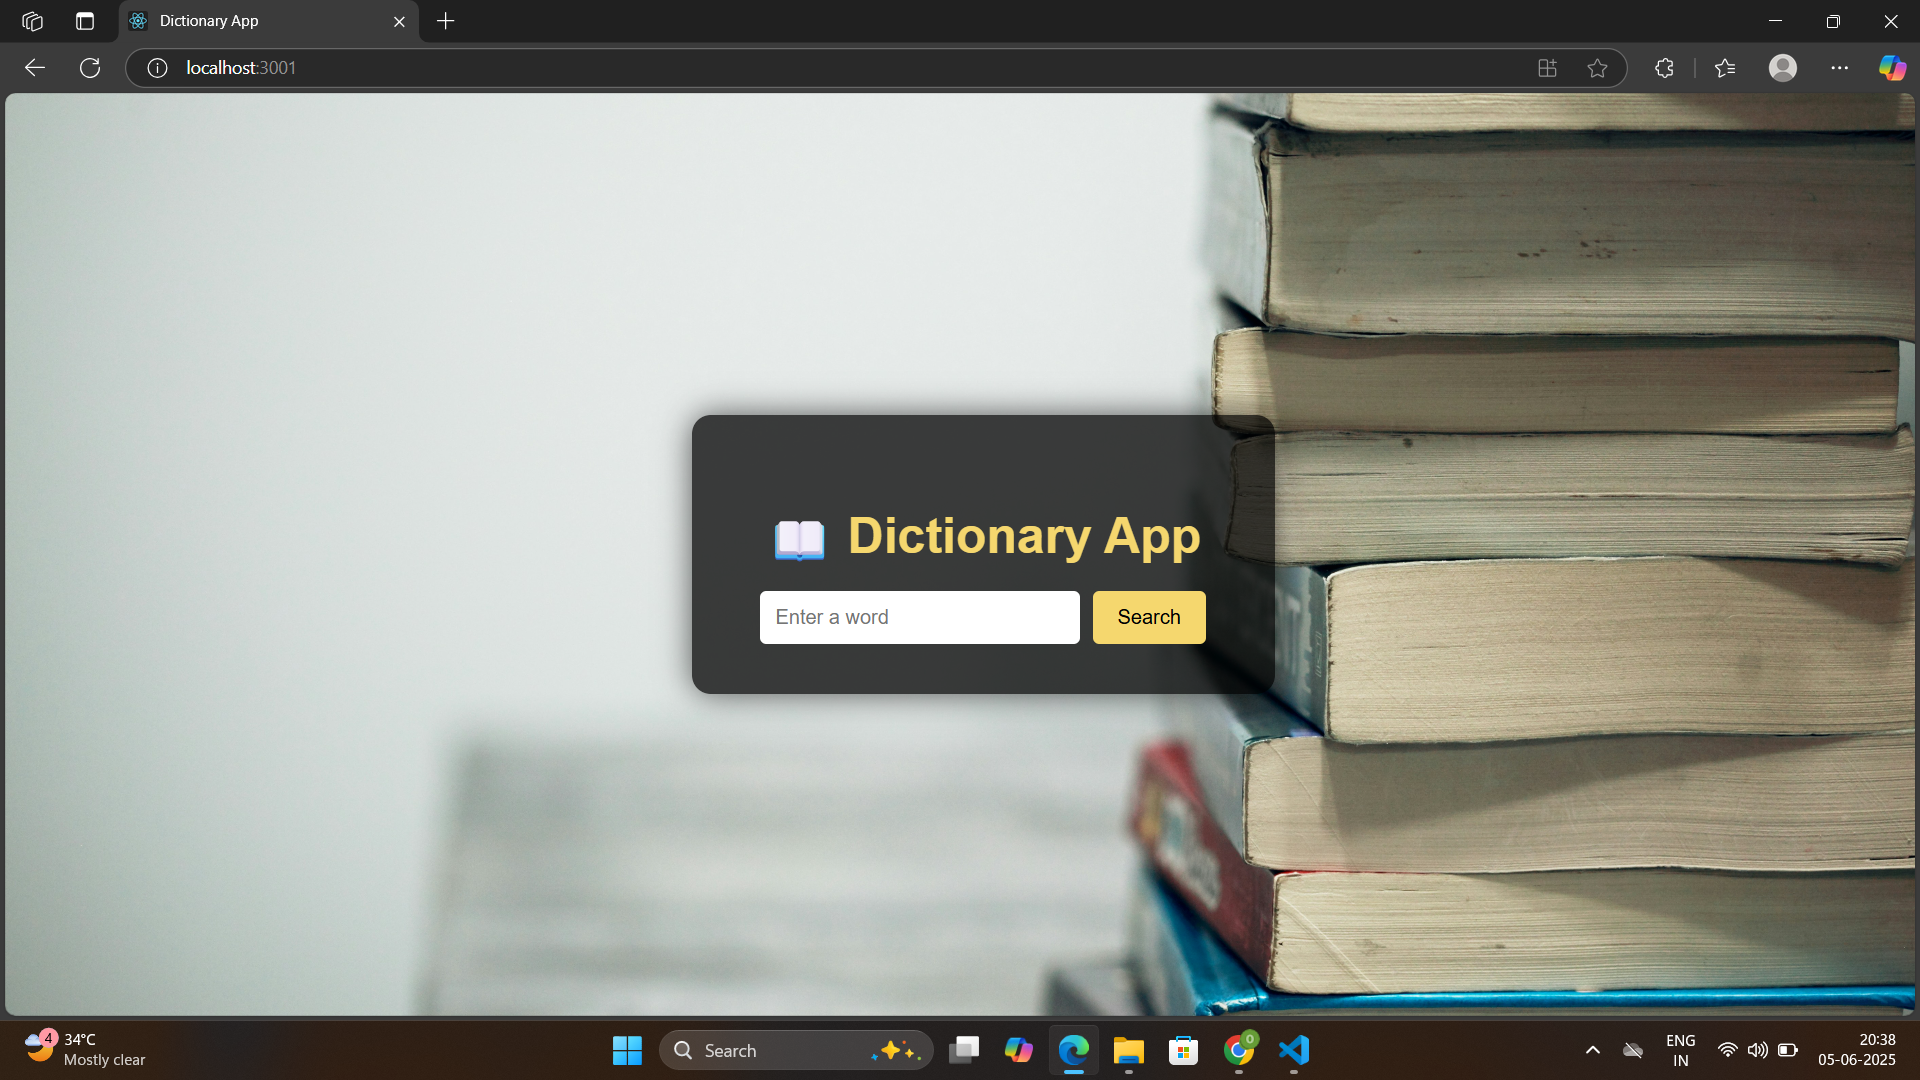 Dictionary App
localhost:3001
Dictionary App
Enter a word
Search
4
34°C
Mostly clear
Search
0
ENG
IN
20:38
05-06-2025